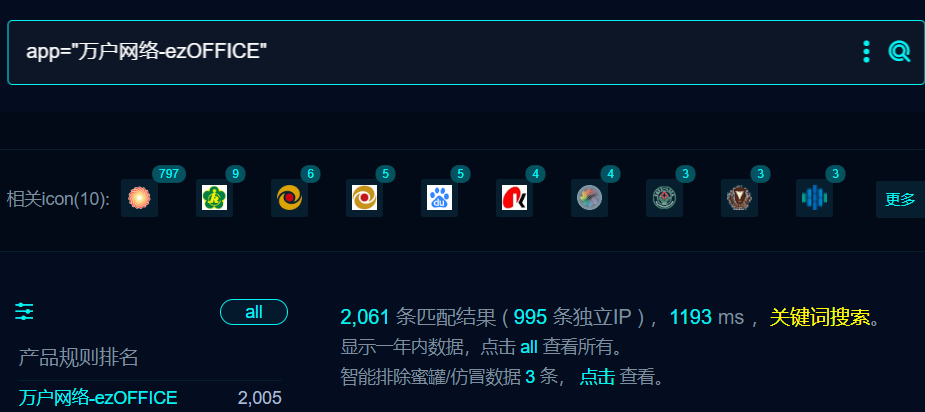 app="万户网络-ezOFFICE"
797 9 6 5 5 4 4 3 3 3
相关icon(10): 更多
all
2,061 条匹配结果 ( 995 条独立IP ) ，1193 ms ，关键词搜索。
显示一年内数据，点击 all 查看所有。
产品规则排名
智能排除蜜罐/仿冒数据 3 条， 点击 查看。
万户网络-ezOFFICE 2,005